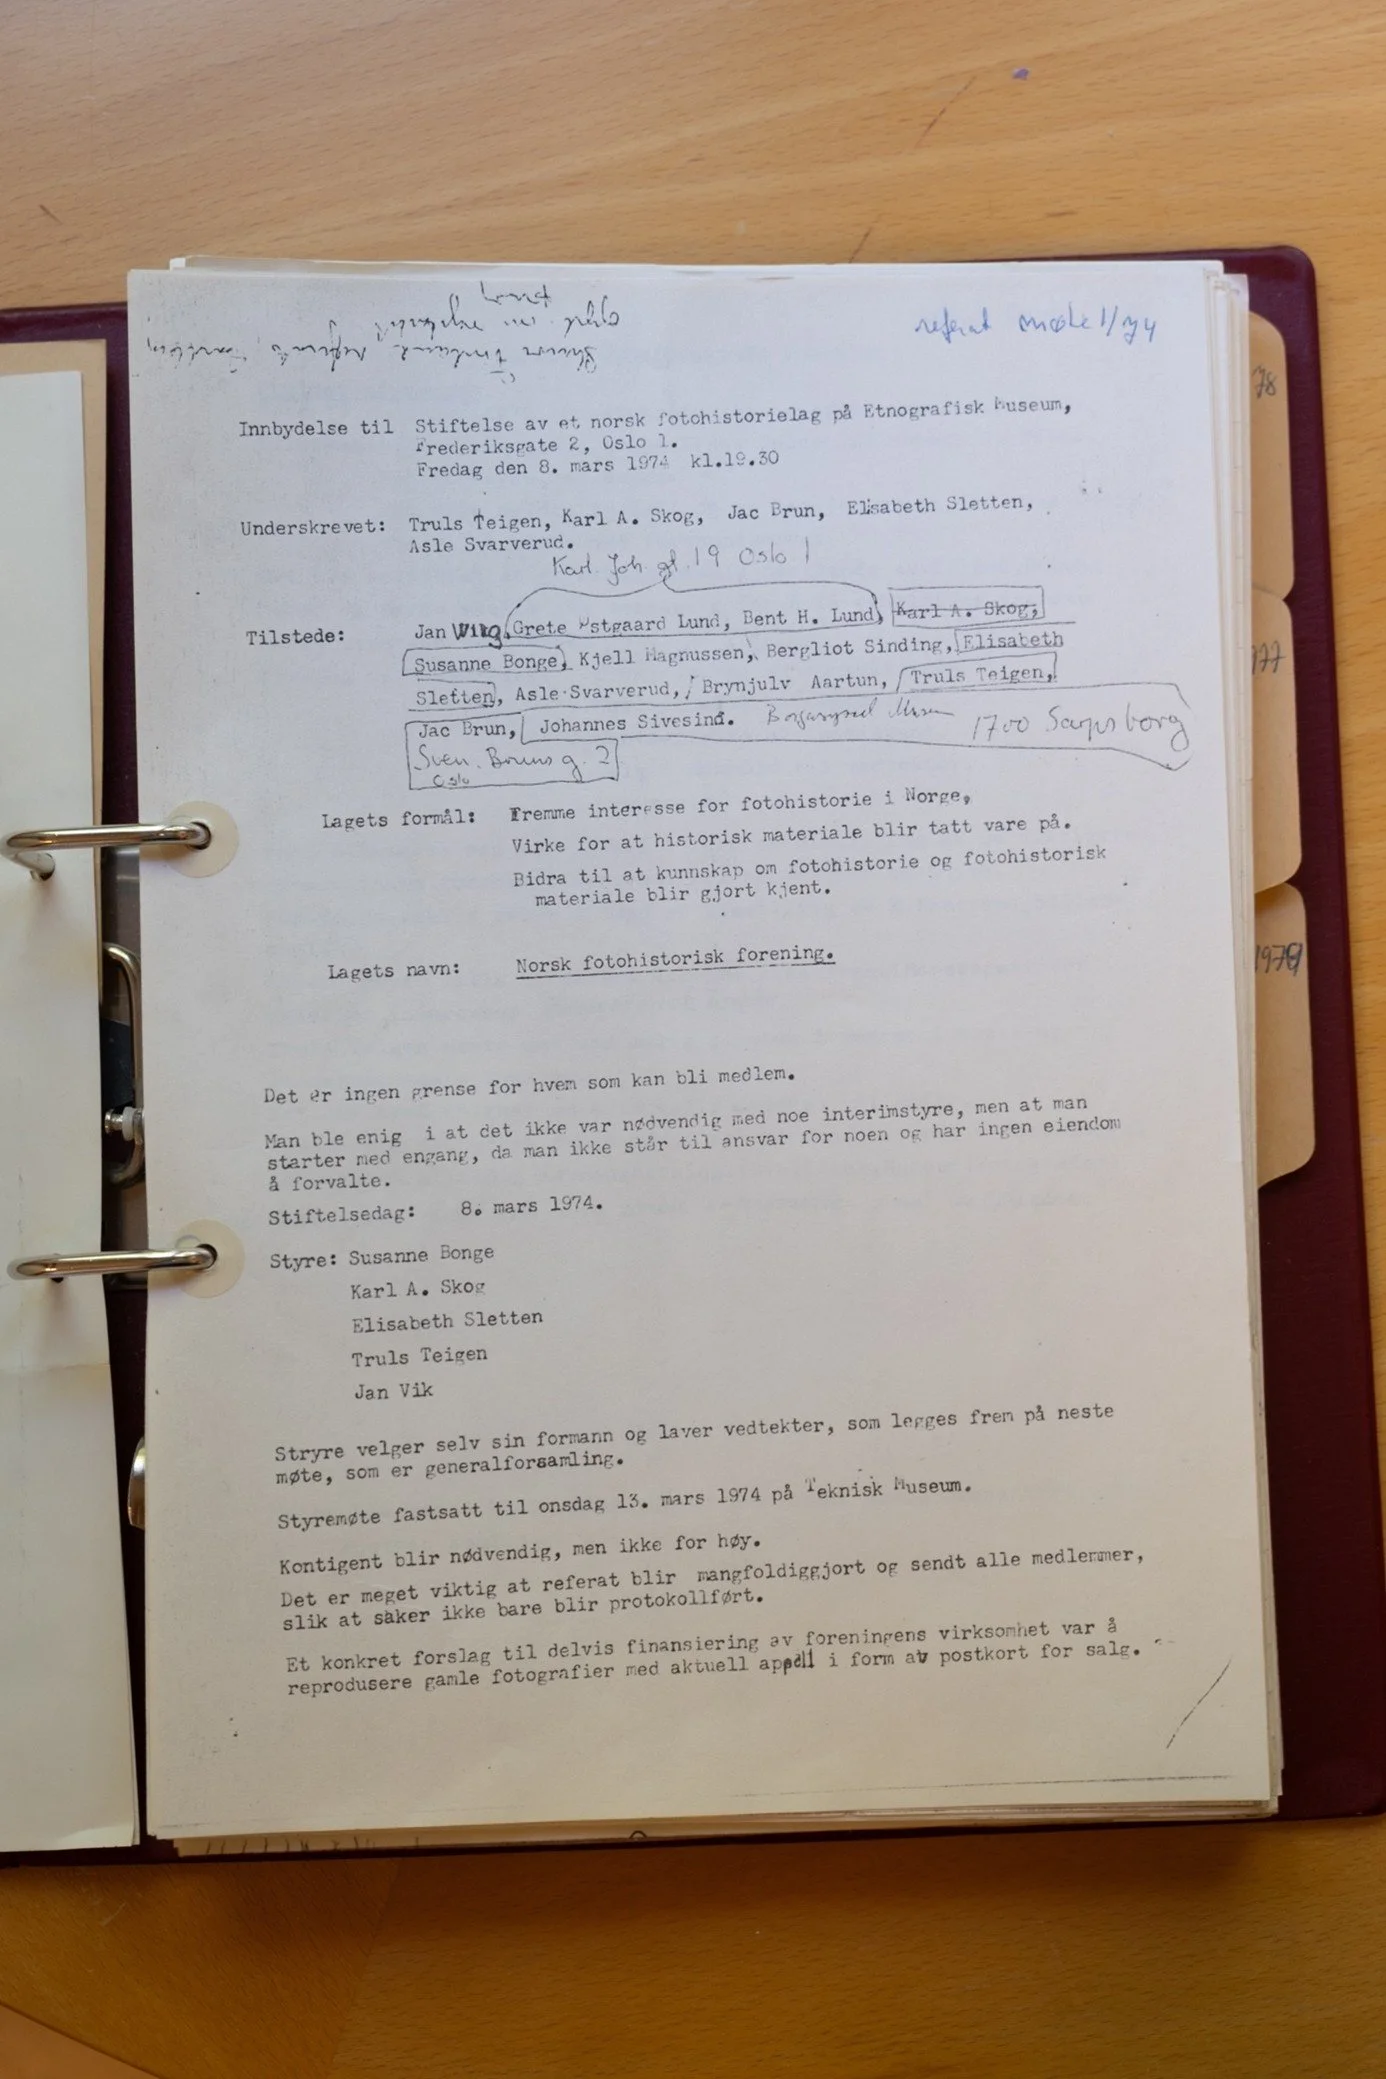 referat møte 1/74
Innbydelse til Stiftelse av et norsk fotohistorielag på Etnografisk Museum,
Frederiksgate 2, Oslo 1.
Fredag den 8. mars 1974 kl.19.30
Underskrevet: Truls Teigen, Karl A. Skog, Jac Brun, Elisabeth Sletten,
Asle Svarverud.
Karl. Joh. gt. 19 Oslo 1
Tilstede: Jan Grete Østgaard Lund, Bent H. Lund, Karl A. Skog,
Susanne Bonge, Kjell Magnussen, Bergliot Sinding, Elisabeth
Sletten, Asle Svarverud, Brynjulv Aartun, Truls Teigen,
Jac Brun, Johannes Sivesind. Borgarsyssel Museum 1700 Sarpsborg
Sven. Bruns g. 2
Oslo
Lagets formål: Fremme interesse for fotohistorie i Norge,
Virke for at historisk materiale blir tatt vare på.
Bidra til at kunnskap om fotohistorie og fotohistorisk
materiale blir gjort kjent.
Lagets navn: Norsk fotohistorisk forening.
Det er ingen grense for hvem som kan bli medlem.
Man ble enig i at det ikke var nødvendig med noe interimstyre, men at man
starter med engang, da man ikke står til ansvar for noen og har ingen eiendom
å forvalte.
Stiftelsedag: 8. mars 1974.
Styre: Susanne Bonge
Karl A. Skog
Elisabeth Sletten
Truls Teigen
Jan Vik
Stryre velger selv sin formann og laver vedtekter, som legges frem på neste
møte, som er generalforsamling.
Styremøte fastsatt til onsdag 13. mars 1974 på Teknisk Museum.
Kontigent blir nødvendig, men ikke for høy.
Det er meget viktig at referat blir mangfoldiggjort og sendt alle medlemmer,
slik at saker ikke bare blir protokollført.
Et konkret forslag til delvis finansiering av foreningens virksomhet var å
reprodusere gamle fotografier med aktuell appell i form av postkort for salg.
78
77
1974